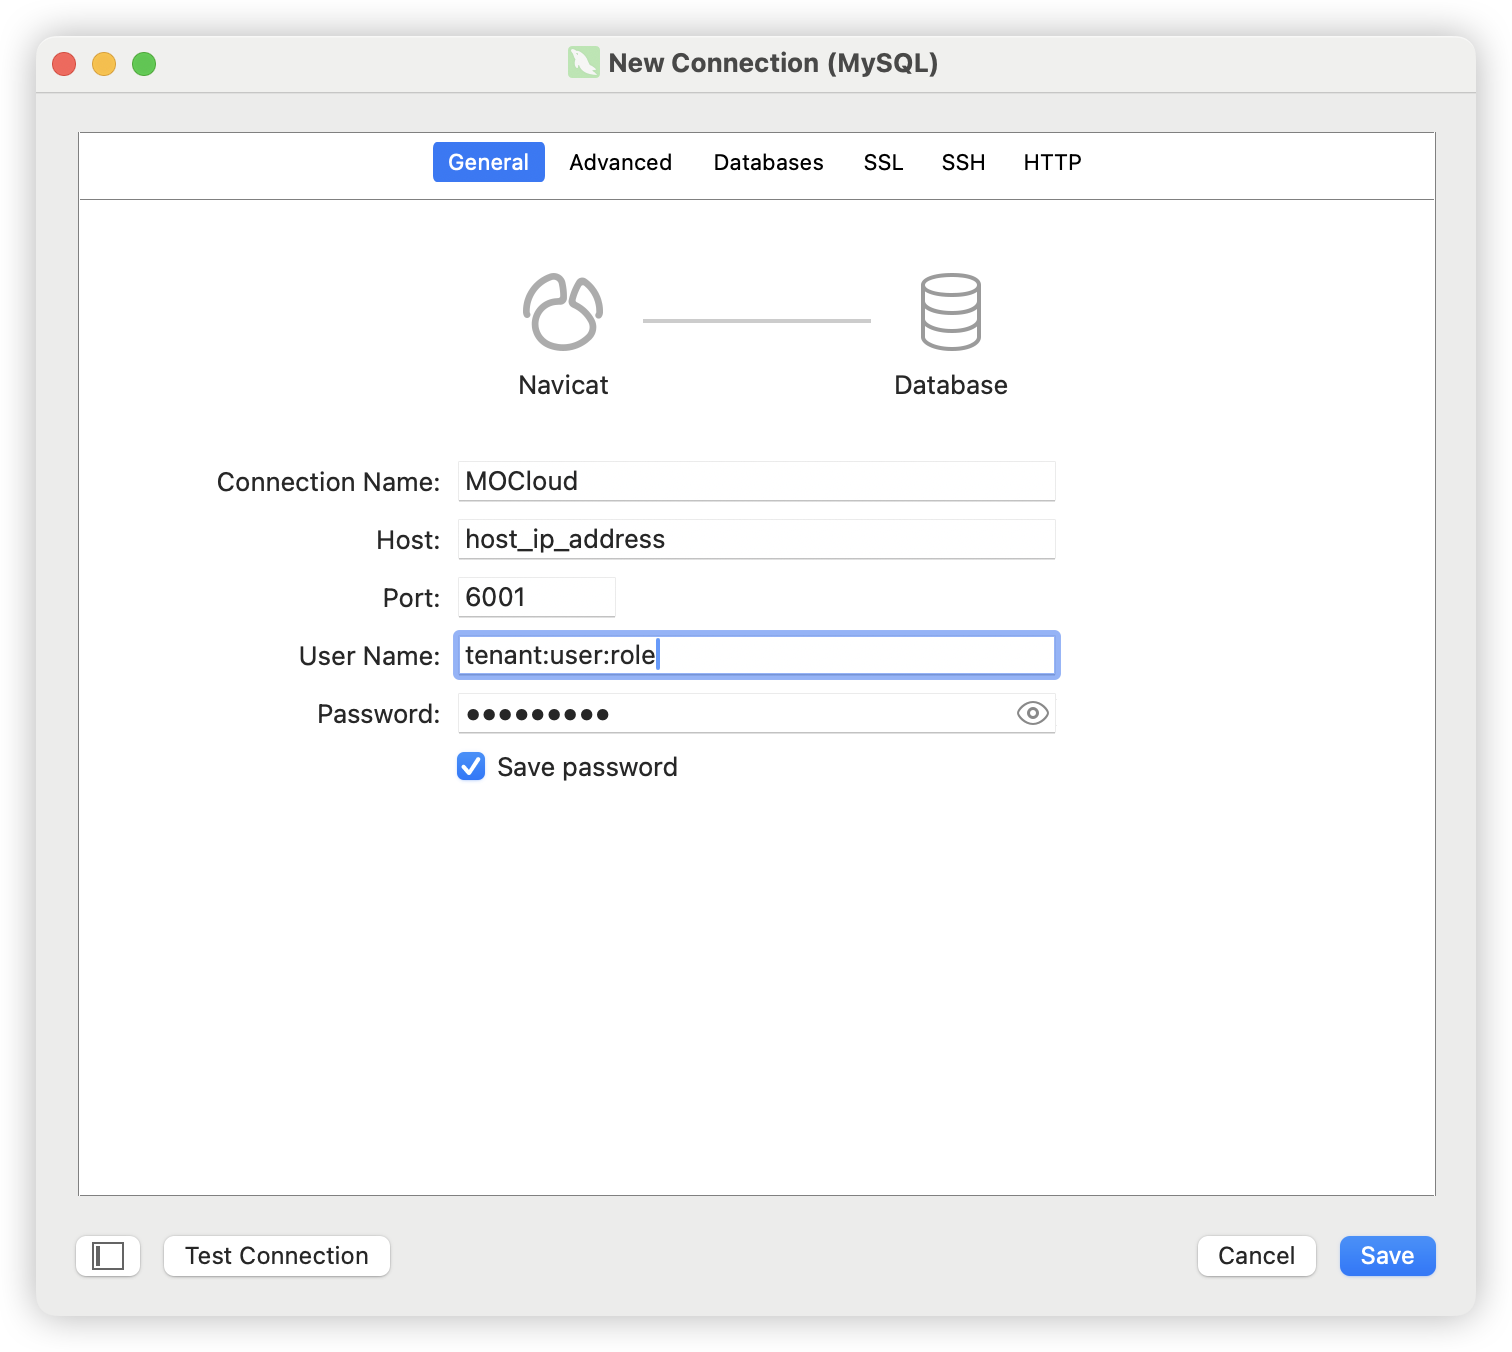 New Connection (MySQL)
General Advanced Databases SSL SSH HTTP
Navicat Database
Connection Name: MOCloud
Host: host_ip_address
Port: 6001
User Name: tenant:user:role
Password: •••••••••
Save password
Test Connection Cancel Save